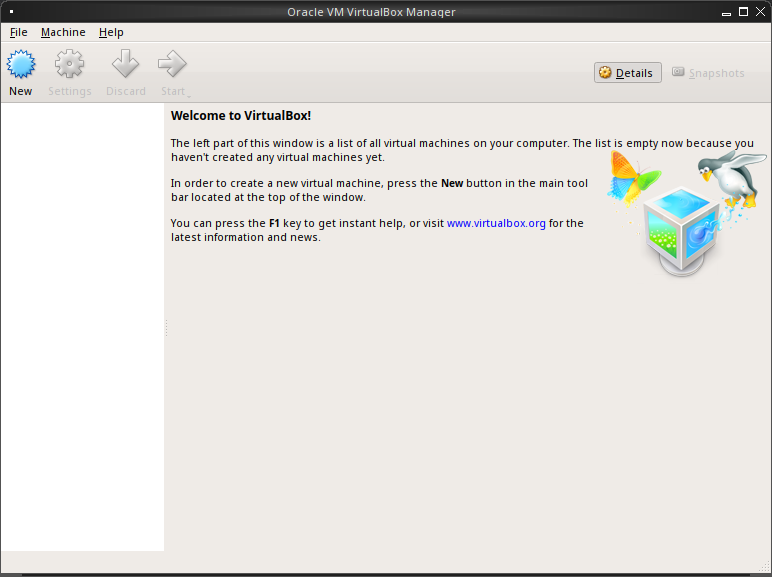 Oracle VM VirtualBox Manager
File Machine Help
New Settings Discard Start Details Snapshots
Welcome to VirtualBox!
The left part of this window is a list of all virtual machines on your computer. The list is empty now because you
haven't created any virtual machines yet.
In order to create a new virtual machine, press the New button in the main tool
bar located at the top of the window.
You can press the F1 key to get instant help, or visit www.virtualbox.org for the
latest information and news.